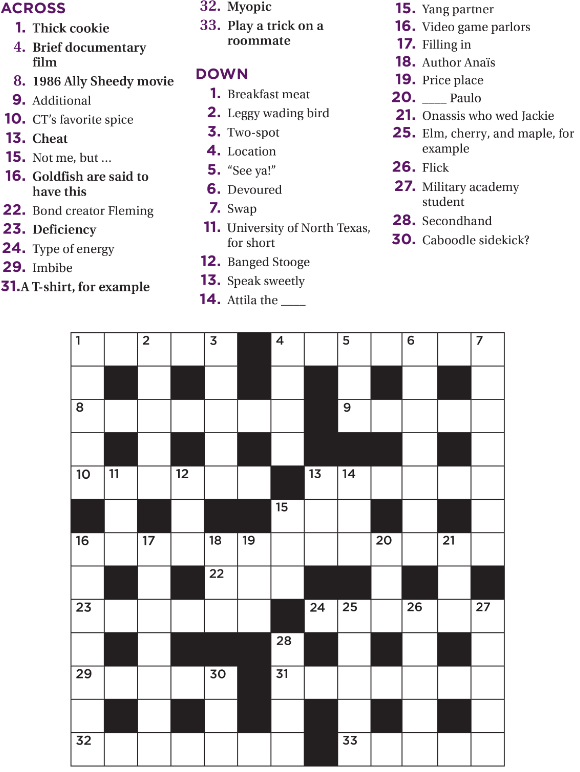 ACROSS
1. Thick cookie
4. Brief documentary
film
8. 1986 Ally Sheedy movie
9. Additional
10. CT's favorite spice
13. Cheat
15. Not me, but ...
16. Goldfish are said to
have this
22. Bond creator Fleming
23. Deficiency
24. Type of energy
29. Imbibe
31.A T-shirt, for example
32. Myopic
33. Play a trick on a
roommate
DOWN
1. Breakfast meat
2. Leggy wading bird
3. Two-spot
4. Location
5. “See ya!”
6. Devoured
7. Swap
11. University of North Texas,
for short
12. Banged Stooge
13. Speak sweetly
14. Attila the ____
15. Yang partner
16. Video game parlors
17. Filling in
18. Author Anaïs
19. Price place
20. ____ Paulo
21. Onassis who wed Jackie
25. Elm, cherry, and maple, for
example
26. Flick
27. Military academy
student
28. Secondhand
30. Caboodle sidekick?
1 2 3 4 5 6 7
8 9
10 11 12 13 14
15
16 17 18 19 20 21
22
23 24 25 26 27
28
29 30 31
32 33